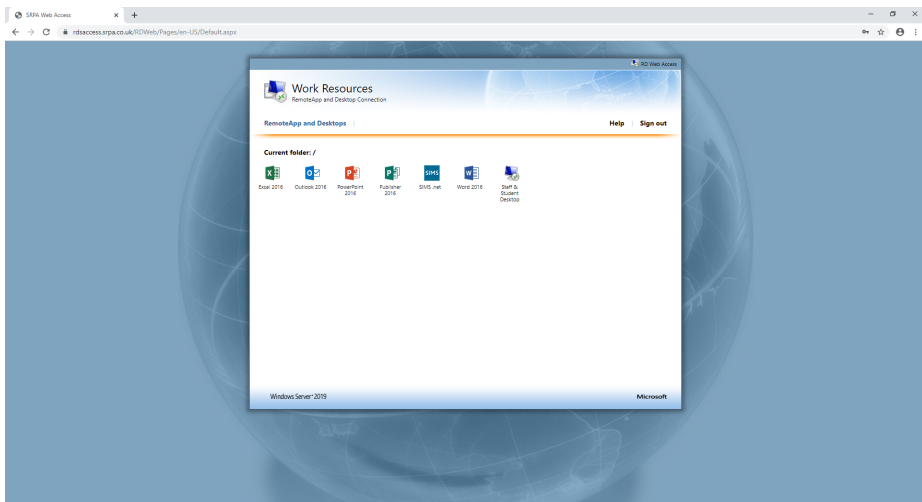 SRPA Web Access
rdsaccess.srpa.co.uk/RDWeb/Pages/en-US/Default.aspx
RD Web Access
Work Resources
RemoteApp and Desktop Connection
RemoteApp and Desktops
Help Sign out
Current folder: /
Excel 2016 Outlook 2016 PowerPoint 2016 Publisher 2016 SIMS SIMS .net Word 2016 Staff & Student Desktop
Windows Server 2019 Microsoft